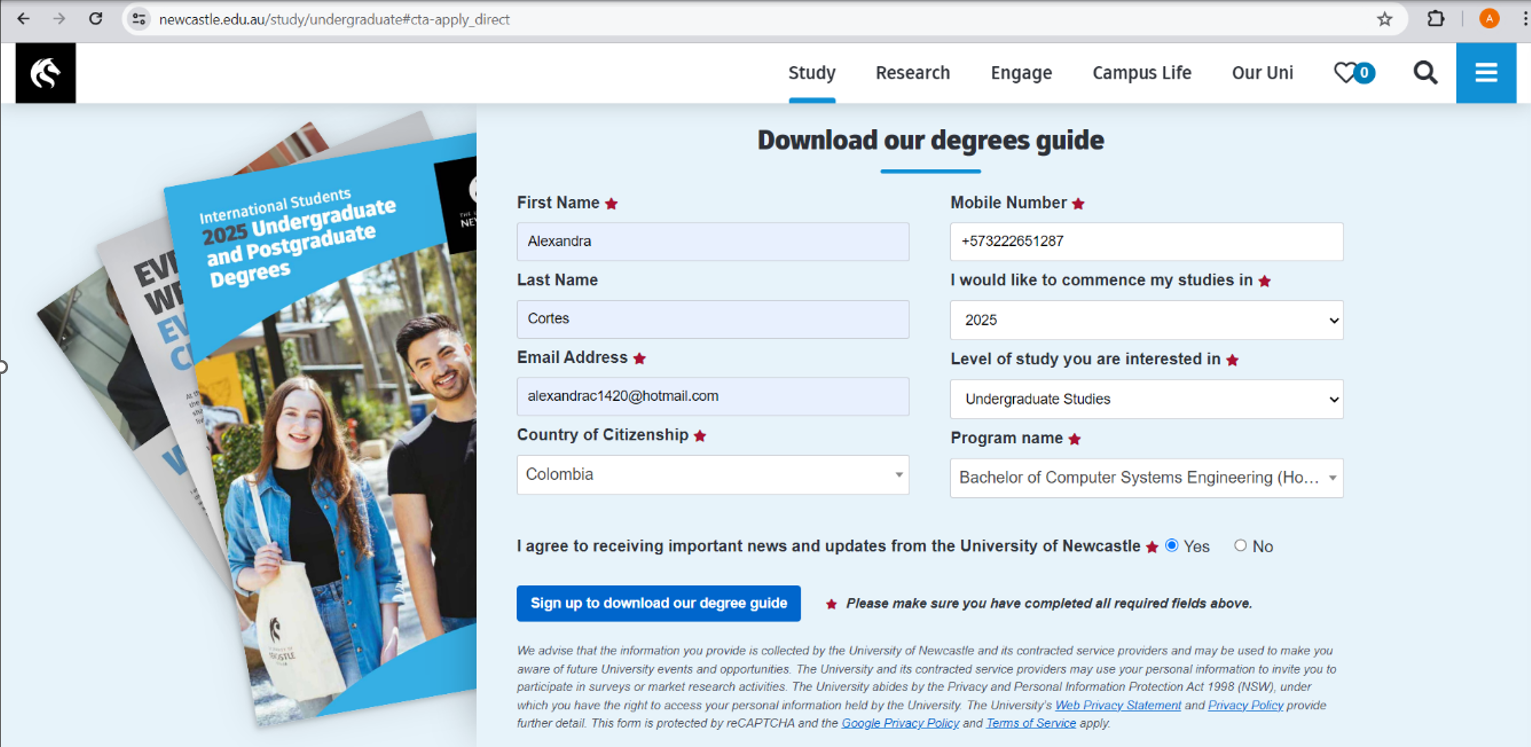 newcastle.edu.au/study/undergraduate#cta-apply_direct
A
Study Research Engage Campus Life Our Uni 0
International Students
2025 Undergraduate
and Postgraduate
Degrees
Download our degrees guide
First Name
Alexandra
Last Name
Cortes
Email Address
alexandrac1420@hotmail.com
Country of Citizenship
Colombia
Mobile Number
+573222651287
I would like to commence my studies in
2025
Level of study you are interested in
Undergraduate Studies
Program name
Bachelor of Computer Systems Engineering (Ho...
I agree to receiving important news and updates from the University of Newcastle Yes No
Sign up to download our degree guide Please make sure you have completed all required fields above.
We advise that the information you provide is collected by the University of Newcastle and its contracted service providers and may be used to make you
aware of future University events and opportunities. The University and its contracted service providers may use your personal information to invite you to
participate in surveys or market research activities. The University abides by the Privacy and Personal Information Protection Act 1998 (NSW), under
which you have the right to access your personal information held by the University. The University's Web Privacy Statement and Privacy Policy provide
further detail. This form is protected by reCAPTCHA and the Google Privacy Policy and Terms of Service apply.